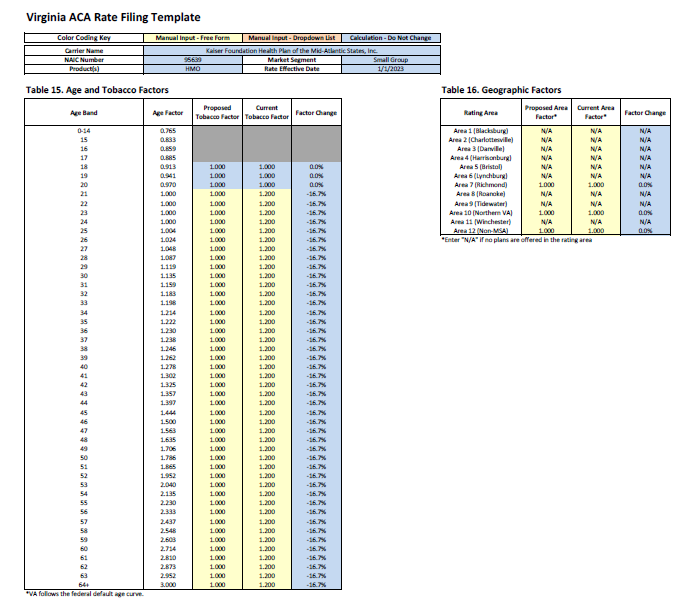 Virginia ACA Rate Filing Template
Color Coding Key Manual Input - Free Form Manual Input - Dropdown List Calculation - Do Not Change
Carrier Name Kaiser Foundation Health Plan of the Mid-Atlantic States, Inc.
NAIC Number 95639 Market Segment Small Group
Product(s) HMO Rate Effective Date 1/1/2023
Table 15. Age and Tobacco Factors
Age Band Age Factor Proposed Tobacco Factor Current Tobacco Factor Factor Change
0-14 0.765
15 0.833
16 0.859
17 0.885
18 0.913 1.000 1.000 0.0%
19 0.941 1.000 1.000 0.0%
20 0.970 1.000 1.000 0.0%
21 1.000 1.000 1.200 -16.7%
22 1.000 1.000 1.200 -16.7%
23 1.000 1.000 1.200 -16.7%
24 1.000 1.000 1.200 -16.7%
25 1.004 1.000 1.200 -16.7%
26 1.024 1.000 1.200 -16.7%
27 1.048 1.000 1.200 -16.7%
28 1.087 1.000 1.200 -16.7%
29 1.119 1.000 1.200 -16.7%
30 1.135 1.000 1.200 -16.7%
31 1.159 1.000 1.200 -16.7%
32 1.183 1.000 1.200 -16.7%
33 1.198 1.000 1.200 -16.7%
34 1.214 1.000 1.200 -16.7%
35 1.222 1.000 1.200 -16.7%
36 1.230 1.000 1.200 -16.7%
37 1.238 1.000 1.200 -16.7%
38 1.246 1.000 1.200 -16.7%
39 1.262 1.000 1.200 -16.7%
40 1.278 1.000 1.200 -16.7%
41 1.302 1.000 1.200 -16.7%
42 1.325 1.000 1.200 -16.7%
43 1.357 1.000 1.200 -16.7%
44 1.397 1.000 1.200 -16.7%
45 1.444 1.000 1.200 -16.7%
46 1.500 1.000 1.200 -16.7%
47 1.563 1.000 1.200 -16.7%
48 1.635 1.000 1.200 -16.7%
49 1.706 1.000 1.200 -16.7%
50 1.786 1.000 1.200 -16.7%
51 1.865 1.000 1.200 -16.7%
52 1.952 1.000 1.200 -16.7%
53 2.040 1.000 1.200 -16.7%
54 2.135 1.000 1.200 -16.7%
55 2.230 1.000 1.200 -16.7%
56 2.333 1.000 1.200 -16.7%
57 2.437 1.000 1.200 -16.7%
58 2.548 1.000 1.200 -16.7%
59 2.603 1.000 1.200 -16.7%
60 2.714 1.000 1.200 -16.7%
61 2.810 1.000 1.200 -16.7%
62 2.873 1.000 1.200 -16.7%
63 2.952 1.000 1.200 -16.7%
64+ 3.000 1.000 1.200 -16.7%
*VA follows the federal default age curve.
Table 16. Geographic Factors
Rating Area Proposed Area Factor* Current Area Factor* Factor Change
Area 1 (Blacksburg) N/A N/A N/A
Area 2 (Charlottesville) N/A N/A N/A
Area 3 (Danville) N/A N/A N/A
Area 4 (Harrisonburg) N/A N/A N/A
Area 5 (Bristol) N/A N/A N/A
Area 6 (Lynchburg) N/A N/A N/A
Area 7 (Richmond) 1.000 1.000 0.0%
Area 8 (Roanoke) N/A N/A N/A
Area 9 (Tidewater) N/A N/A N/A
Area 10 (Northern VA) 1.000 1.000 0.0%
Area 11 (Winchester) N/A N/A N/A
Area 12 (Non-MSA) 1.000 1.000 0.0%
*Enter "N/A" if no plans are offered in the rating area